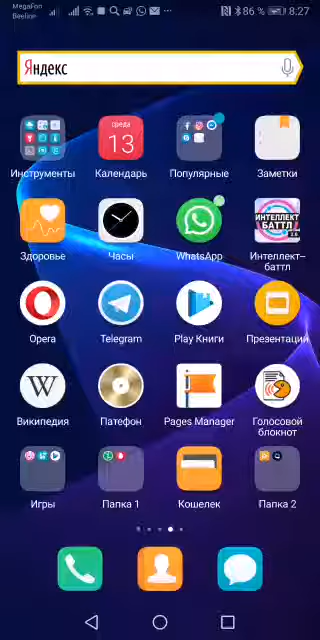 MegaFon
Beeline
86 %
8:27
Яндекс
среда
13
Инструменты
Календарь
Популярные
Заметки
ИНТЕЛЛЕКТ
БАТТЛ
Здоровье
Часы
WhatsApp
Интеллект–
баттл
Opera
Telegram
Play Книги
Презентации
W
Википедия
Патефон
Pages Manager
Голосовой
блокнот
Игры
Папка 1
Кошелек
Папка 2